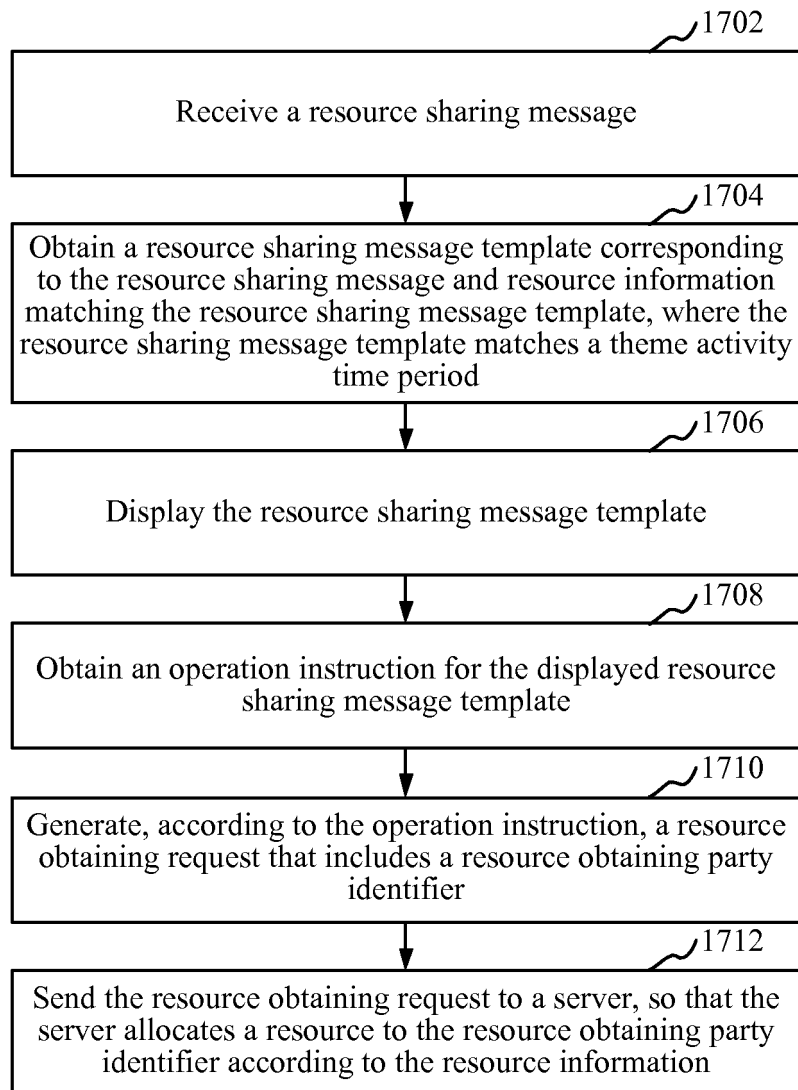 1702
Receive a resource sharing message
1704
Obtain a resource sharing message template corresponding
to the resource sharing message and resource information
matching the resource sharing message template, where the
resource sharing message template matches a theme activity
time period
1706
Display the resource sharing message template
1708
Obtain an operation instruction for the displayed resource
sharing message template
1710
Generate, according to the operation instruction, a resource
obtaining request that includes a resource obtaining party
identifier
1712
Send the resource obtaining request to a server, so that the
server allocates a resource to the resource obtaining party
identifier according to the resource information